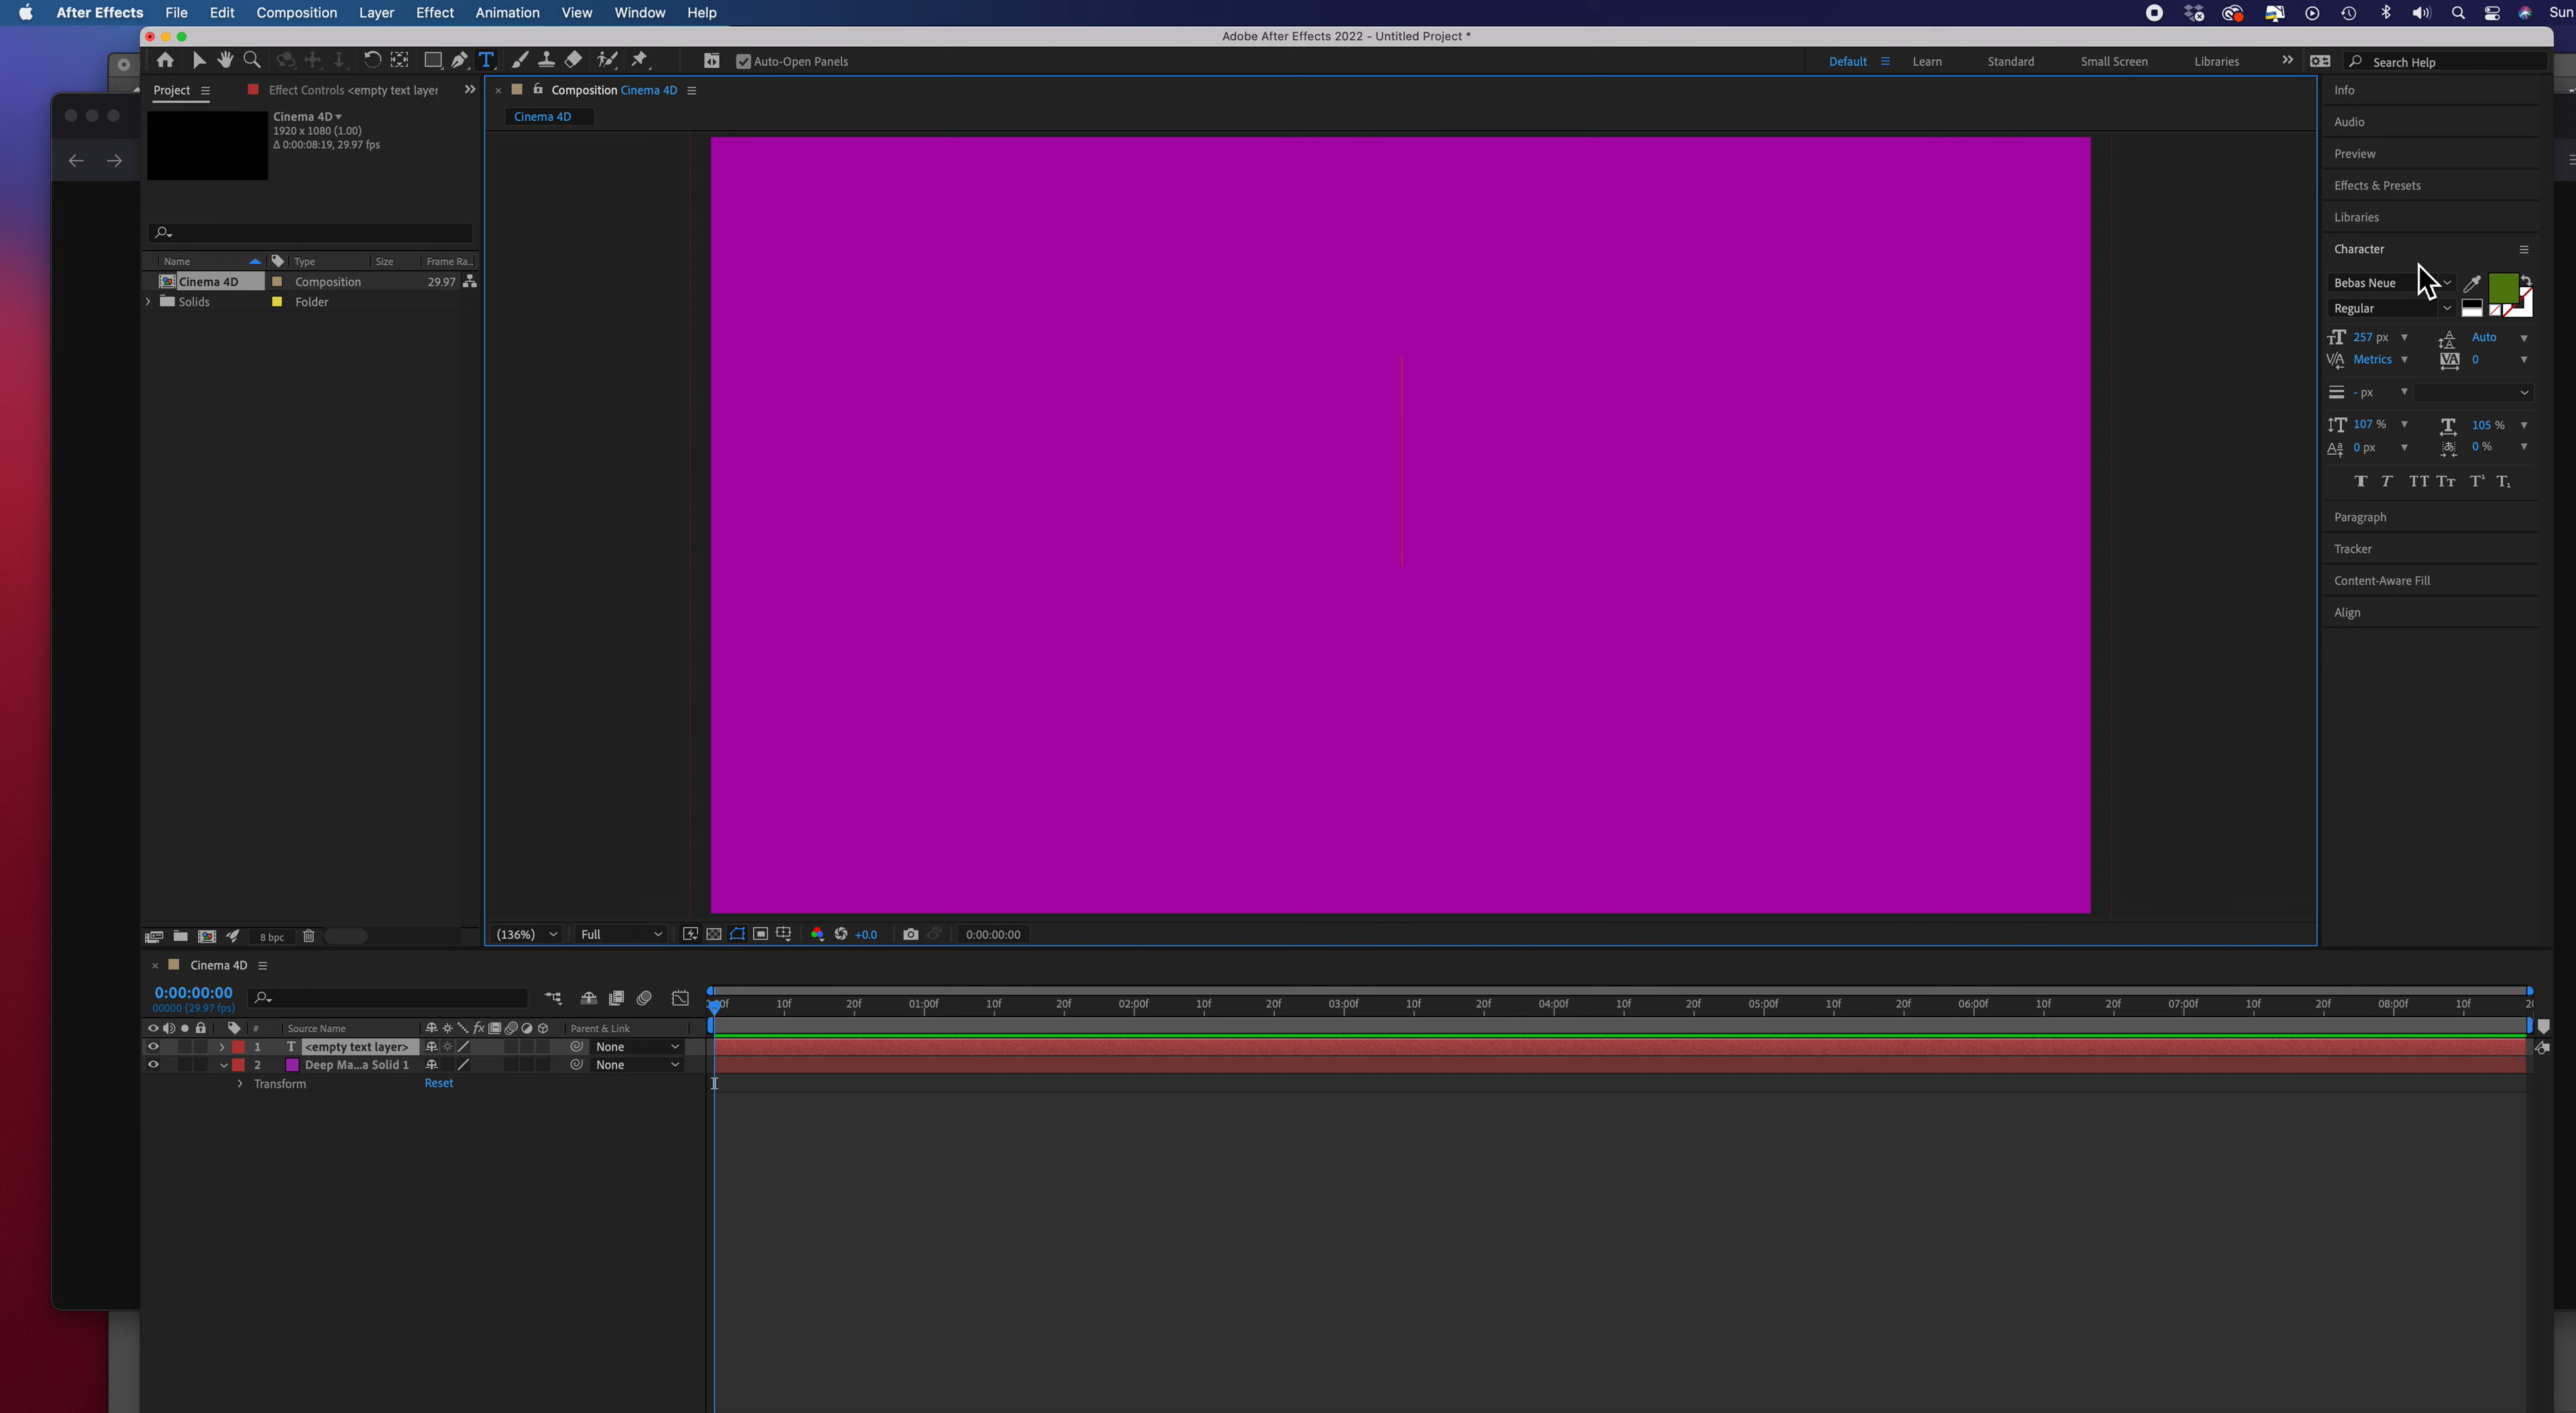 After Effects File Edit Composition Layer Effect Animation View Window Help Sun
Adobe After Effects 2022 - Untitled Project *
Auto-Open Panels Default Learn Standard Small Screen Libraries Search Help
Project Effect Controls <empty text layer
Composition Cinema 4D
Cinema 4D
Cinema 4D
1920 x 1080 (1.00)
Δ 0:00:08:19, 29.97 fps
Name Type Size Frame Ra...
Cinema 4D Composition 29.97
Solids Folder
8 bpc
(136%) Full +0.0 0:00:00:00
Info
Audio
Preview
Effects & Presets
Libraries
Character
Bebas Neue
Regular
257 px Auto
Metrics 0
- px
107 % 105 %
0 px 0 %
T T TT Tт T¹ T₁
Paragraph
Tracker
Content-Aware Fill
Align
Cinema 4D
0:00:00:00
00000 (29.97 fps)
10f 20f 01:00f 10f 20f 02:00f 10f 20f 03:00f 10f 20f 04:00f 10f 20f 05:00f 10f 20f 06:00f 10f 20f 07:00f 10f 20f 08:00f 10f
# Source Name Parent & Link
1 T <empty text layer> None
2 Deep Ma...a Solid 1 None
Transform Reset